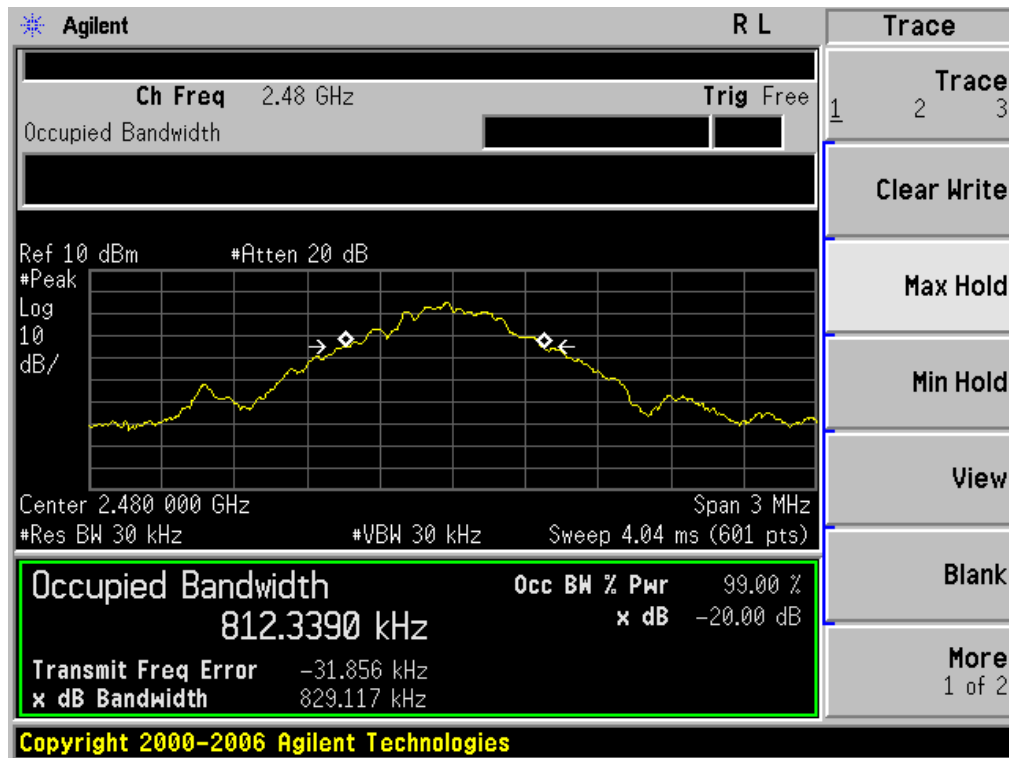 Agilent R L Trace
Ch Freq 2.48 GHz Trig Free
Occupied Bandwidth
Trace
1 2 3
Clear Write
Max Hold
Min Hold
View
Blank
More
1 of 2
Ref 10 dBm #Atten 20 dB
#Peak
Log
10
dB/
Center 2.480 000 GHz Span 3 MHz
#Res BW 30 kHz #VBW 30 kHz Sweep 4.04 ms (601 pts)
Occupied Bandwidth Occ BW % Pwr 99.00 %
812.3390 kHz x dB -20.00 dB
Transmit Freq Error -31.856 kHz
x dB Bandwidth 829.117 kHz
Copyright 2000-2006 Agilent Technologies